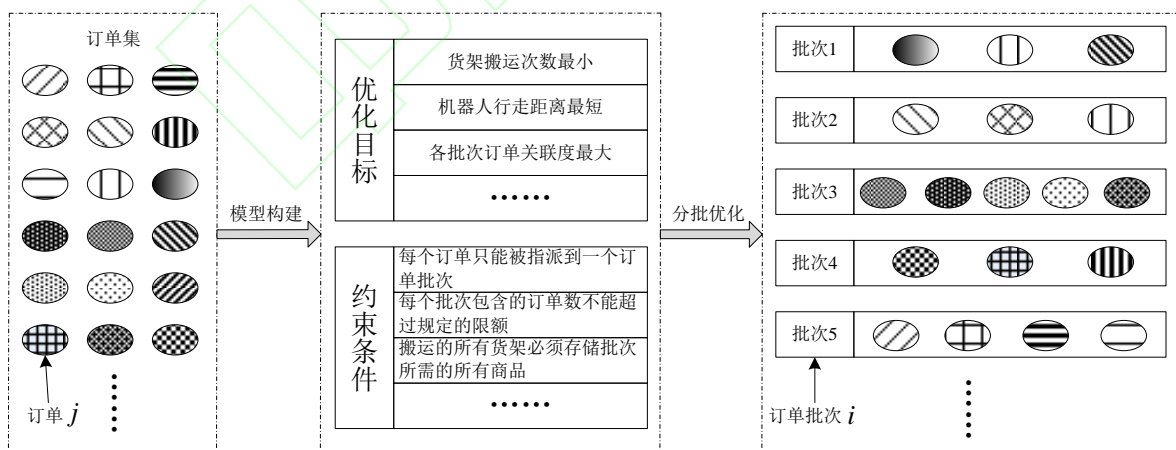 订单集
订单 j
模型构建
优化目标
货架搬运次数最小
机器人行走距离最短
各批次订单关联度最大
……
约束条件
每个订单只能被指派到一个订
单批次
每个批次包含的订单数不能超
过规定的限额
搬运的所有货架必须存储批次
所需的所有商品
……
分批优化
批次1
批次2
批次3
批次4
批次5
订单批次 i